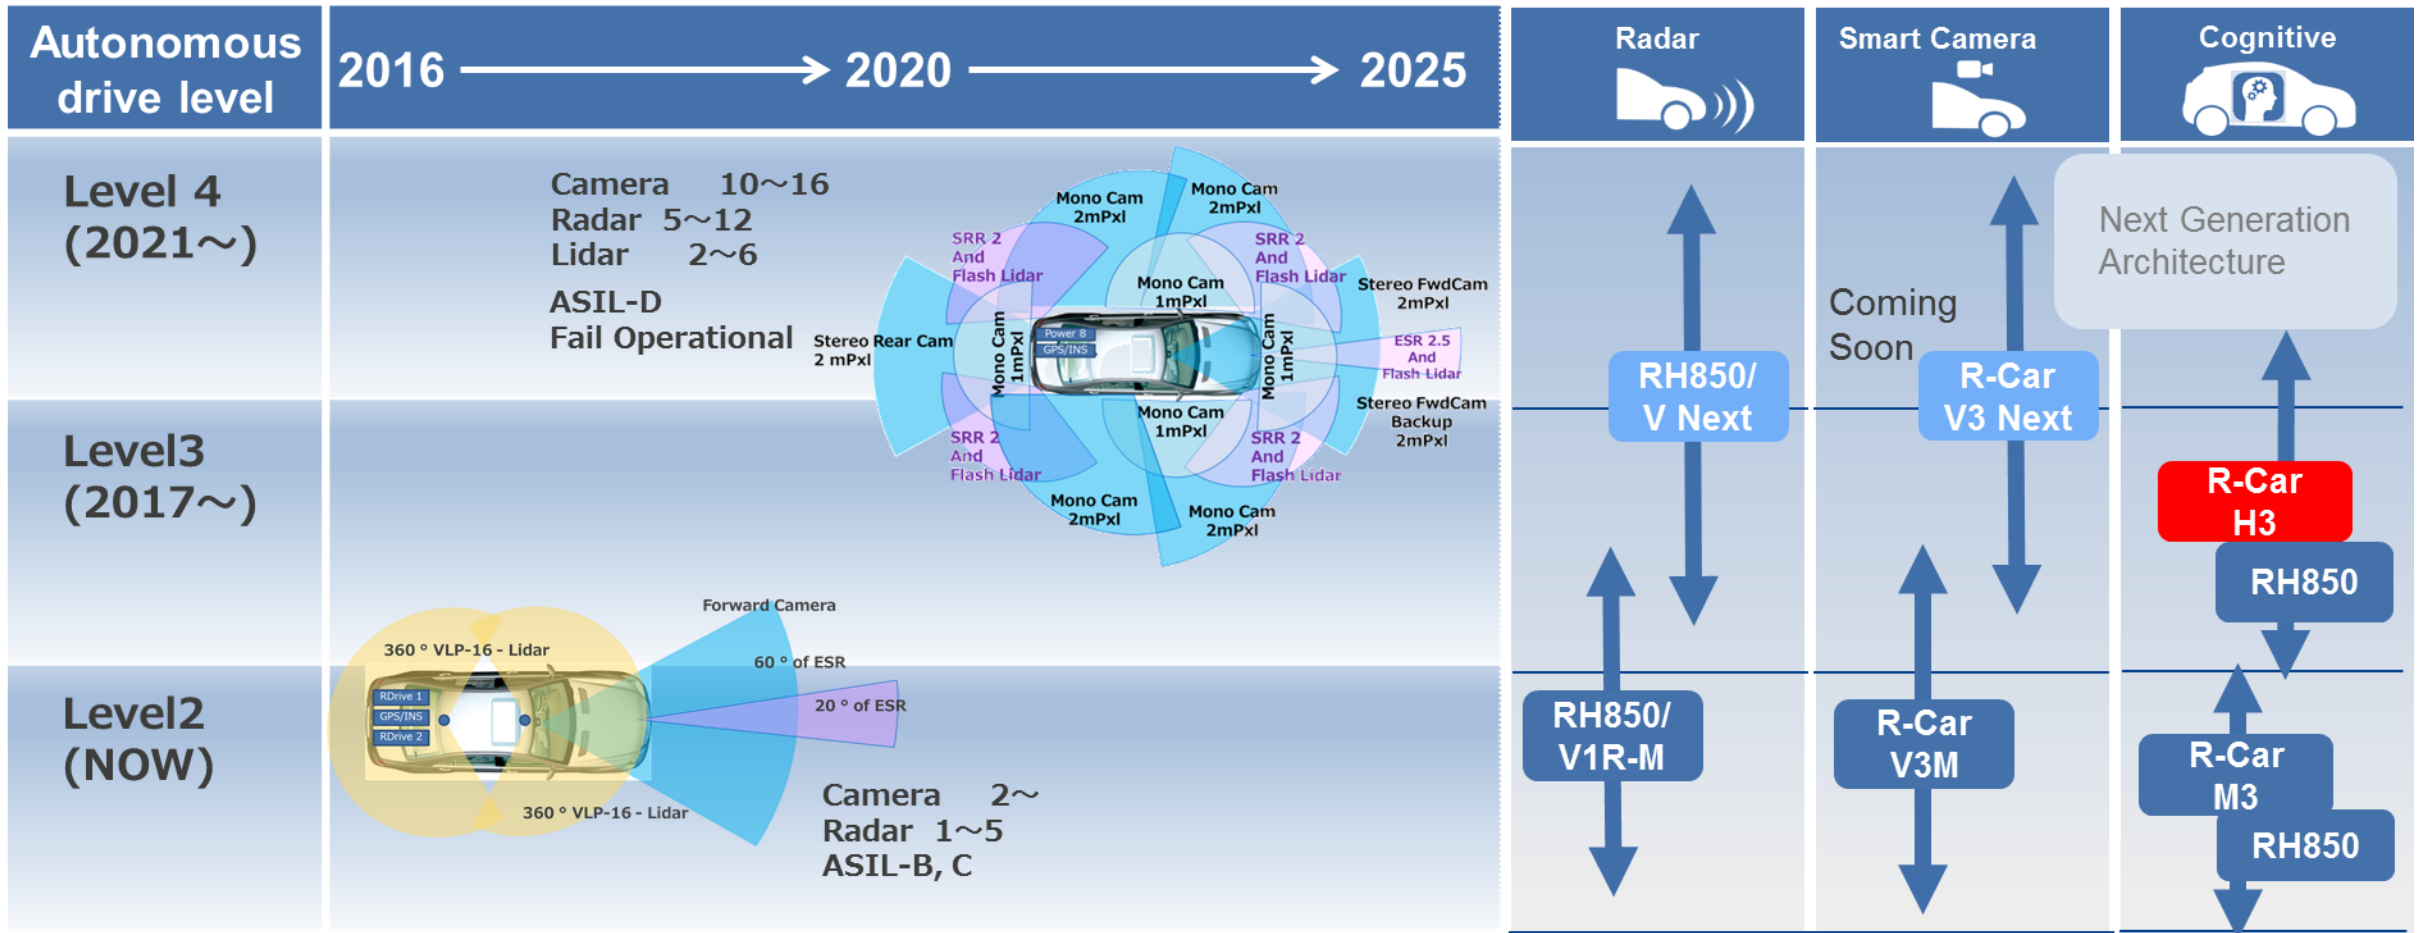 Autonomous
drive level
2016
2020
2025
Radar
Smart Camera
Cognitive
Level 4
(2021～)
Camera 10～16
Radar 5～12
Lidar 2～6
ASIL-D
Fail Operational
Mono Cam
2mPxl
Mono Cam
2mPxl
SRR 2
And
Flash Lidar
SRR 2
And
Flash Lidar
Mono Cam
1mPxl
Stereo FwdCam
2mPxl
Stereo Rear Cam
2 mPxl
Mono Cam
1mPxl
Power 8
GPS/INS
Mono Cam
1mPxl
ESR 2.5
And
Flash Lidar
Mono Cam
1mPxl
Stereo FwdCam
Backup
2mPxl
SRR 2
And
Flash Lidar
SRR 2
And
Flash Lidar
Mono Cam
2mPxl
Mono Cam
2mPxl
Next Generation
Architecture
Coming
Soon
RH850/
V Next
R-Car
V3 Next
Level3
(2017～)
R-Car
H3
RH850
Level2
(NOW)
Forward Camera
360 ° VLP-16 - Lidar
60 ° of ESR
20 ° of ESR
RDrive 1
GPS/INS
RDrive 2
360 ° VLP-16 - Lidar
Camera 2～
Radar 1～5
ASIL-B, C
RH850/
V1R-M
R-Car
V3M
R-Car
M3
RH850